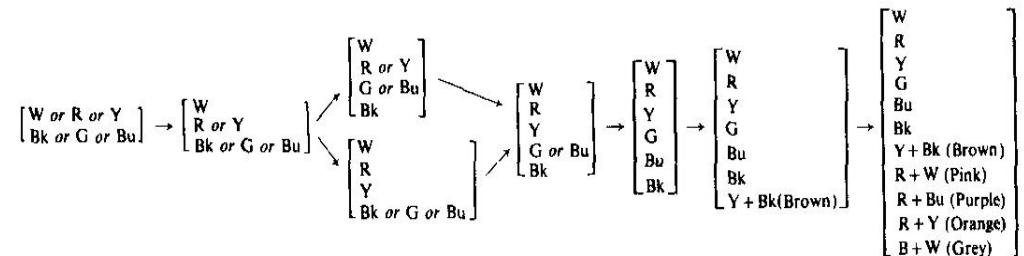 W or R or Y
Bk or G or Bu
W
R or Y
Bk or G or Bu
W
R or Y
G or Bu
Bk
W
R
Y
Bk or G or Bu
W
R
Y
G or Bu
Bk
W
R
Y
G
Bu
Bk
W
R
Y
G
Bu
Bk
Y + Bk(Brown)
W
R
Y
G
Bu
Bk
Y + Bk (Brown)
R + W (Pink)
R + Bu (Purple)
R + Y (Orange)
B + W (Grey)